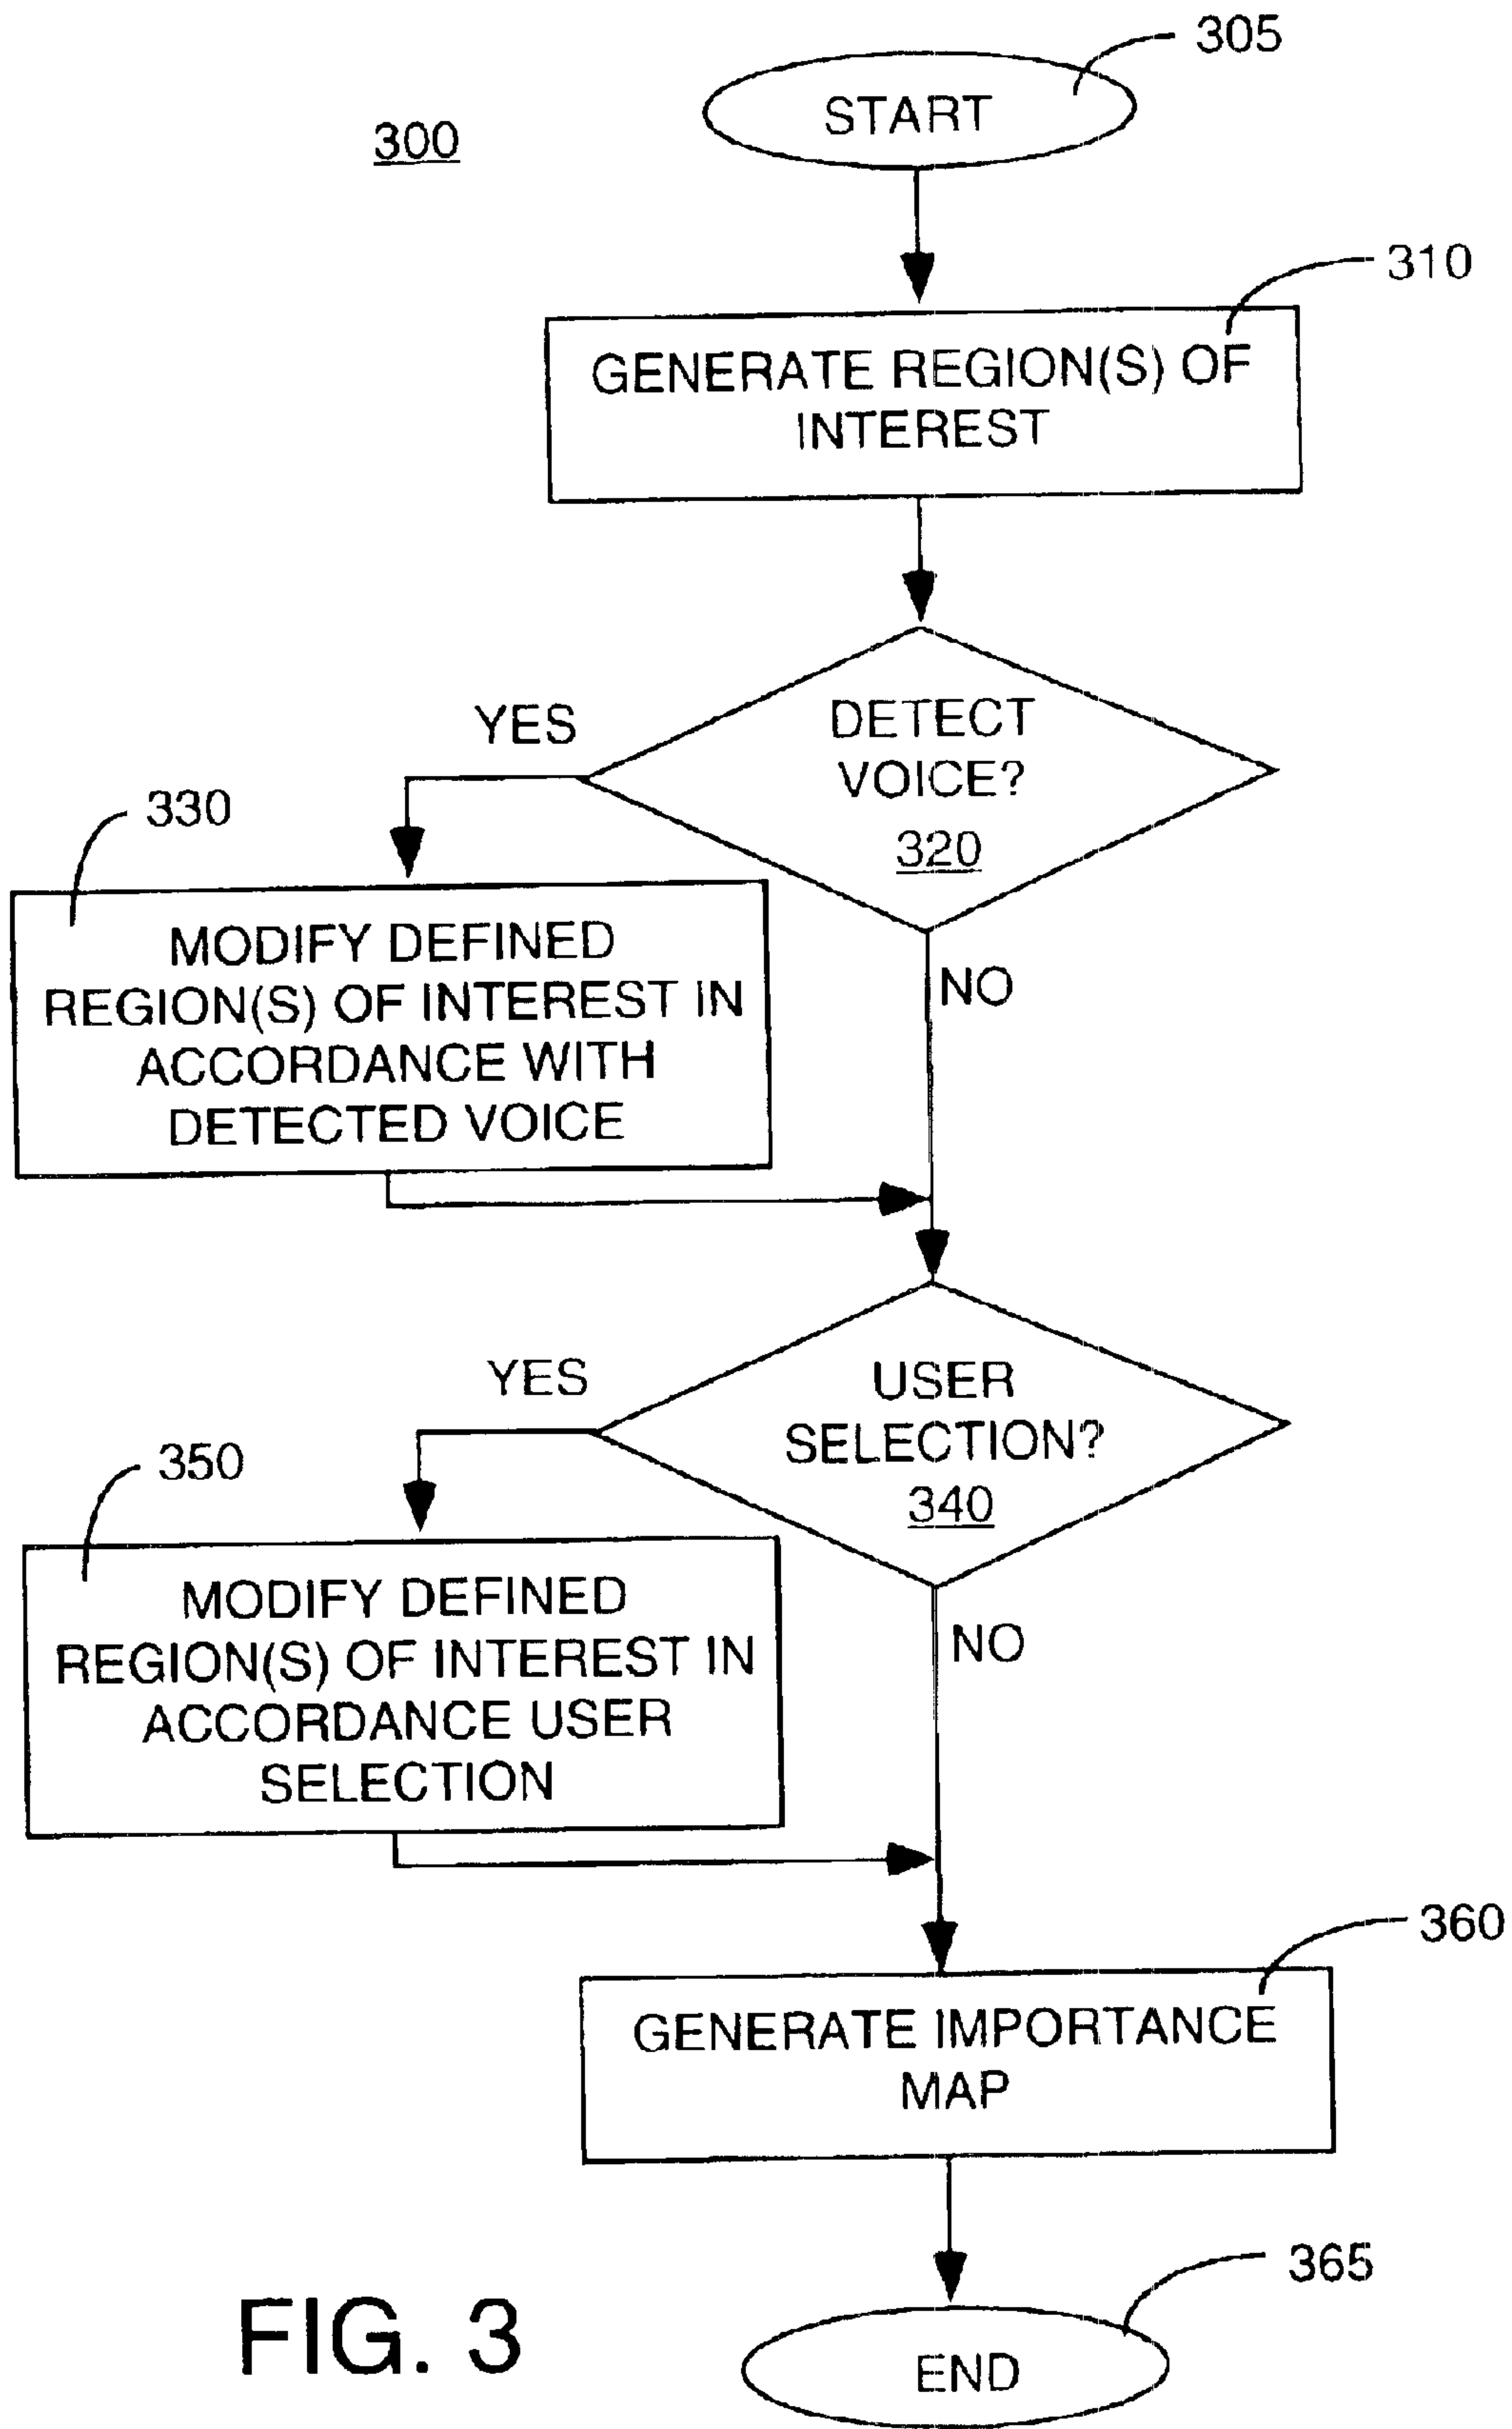 305
START
300
310
GENERATE REGION(S) OF
INTEREST
YES
DETECT
VOICE?
320
330
MODIFY DEFINED
REGION(S) OF INTEREST IN
ACCORDANCE WITH
DETECTED VOICE
NO
YES
USER
SELECTION?
340
350
MODIFY DEFINED
REGION(S) OF INTEREST IN
ACCORDANCE USER
SELECTION
NO
360
GENERATE IMPORTANCE
MAP
365
END
FIG. 3